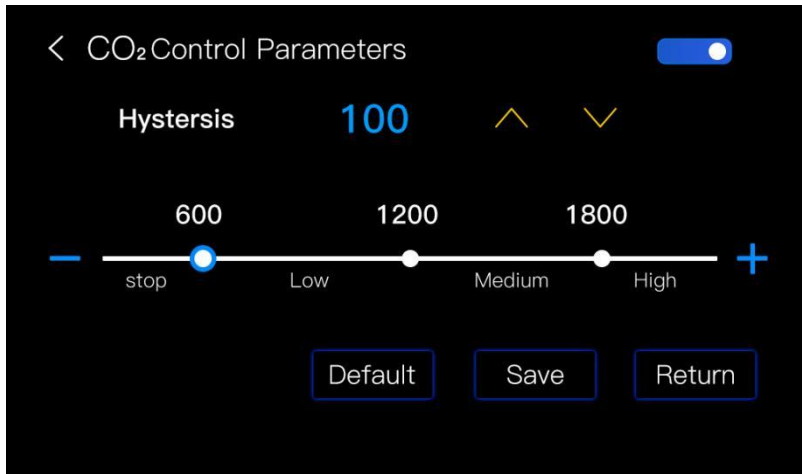 < CO₂ Control Parameters
Hystersis 100
600 1200 1800
stop Low Medium High
Default Save Return